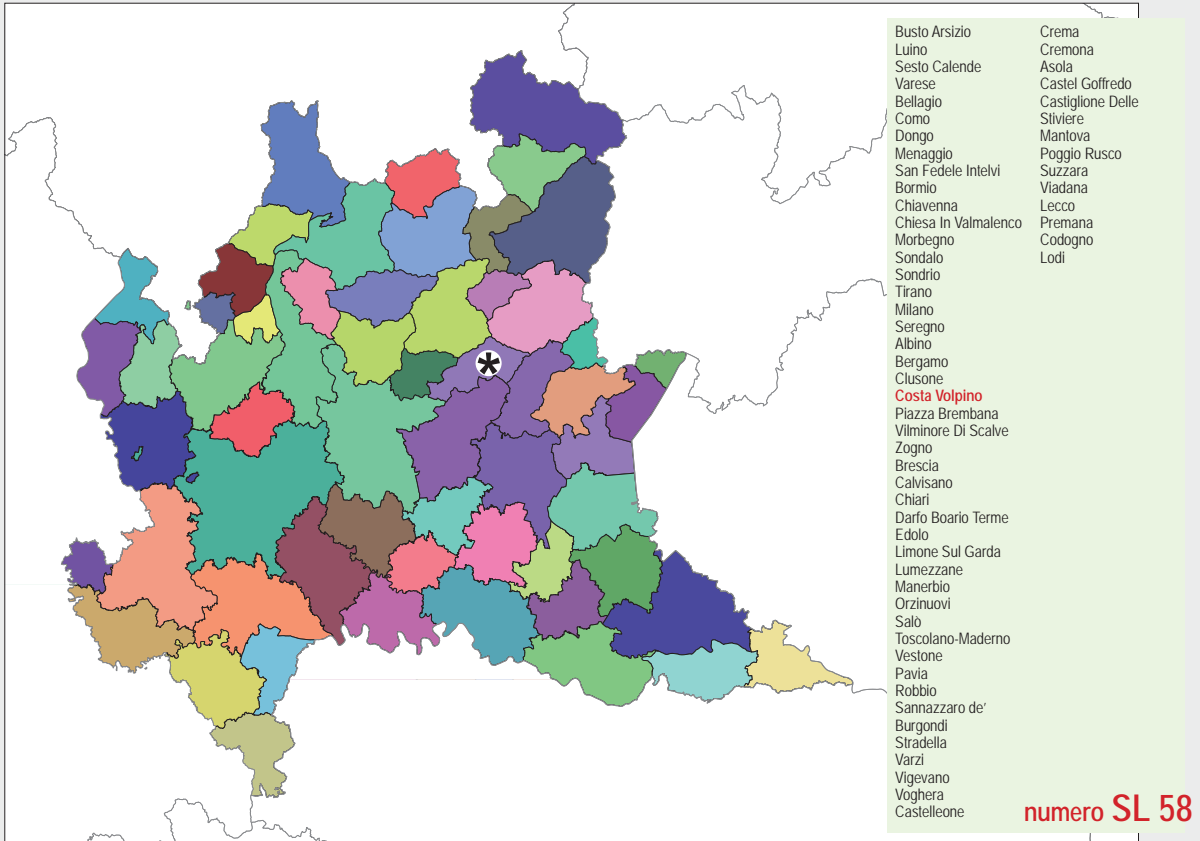 Busto Arsizio
Luino
Sesto Calende
Varese
Bellagio
Como
Dongo
Menaggio
San Fedele Intelvi
Bormio
Chiavenna
Chiesa In Valmalenco
Morbegno
Sondalo
Sondrio
Tirano
Milano
Seregno
Albino
Bergamo
Clusone
Costa Volpino
Piazza Brembana
Vilminore Di Scalve
Zogno
Brescia
Calvisano
Chiari
Darfo Boario Terme
Edolo
Limone Sul Garda
Lumezzane
Manerbio
Orzinuovi
Salò
Toscolano-Maderno
Vestone
Pavia
Robbio
Sannazzaro de'
Burgondi
Stradella
Varzi
Vigevano
Voghera
Castelleone
Crema
Cremona
Asola
Castel Goffredo
Castiglione Delle
Stiviere
Mantova
Poggio Rusco
Suzzara
Viadana
Lecco
Premana
Codogno
Lodi
numero SL 58